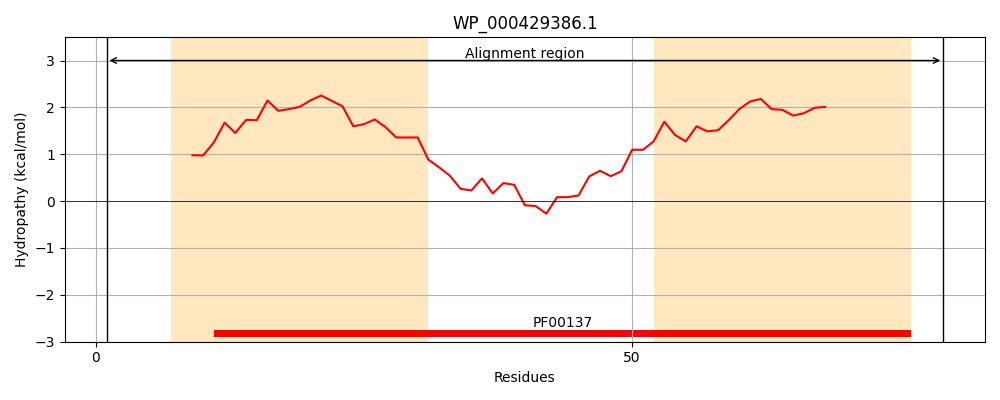 WP_000429386.1
Alignment region
3
2
1
0
−1
−2
−3
Hydropathy (kcal/mol)
PF00137
0
50
Residues